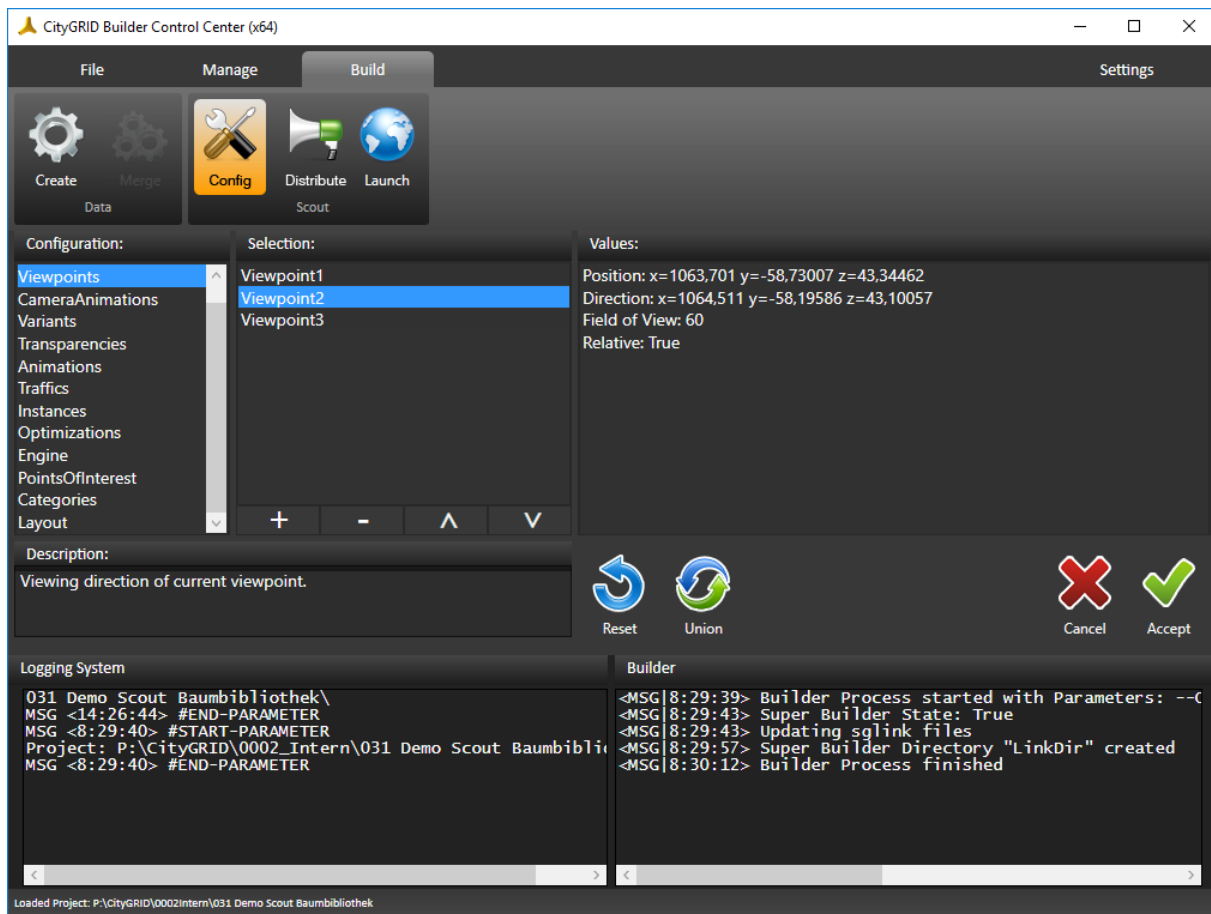 CityGRID Builder Control Center (x64)
File Manage Build Settings
Create Merge Config Distribute Launch
Data Scout
Configuration: Selection: Values:
Viewpoints
CameraAnimations
Variants
Transparencies
Animations
Traffics
Instances
Optimizations
Engine
PointsOfInterest
Categories
Layout
Viewpoint1
Viewpoint2
Viewpoint3
+ - ʌ v
Position: x=1063,701 y=-58,73007 z=43,34462
Direction: x=1064,511 y=-58,19586 z=43,10057
Field of View: 60
Relative: True
Description:
Viewing direction of current viewpoint.
Reset Union Cancel Accept
Logging System
031 Demo Scout Baumbibliothek\
MSG <14:26:44> #END-PARAMETER
MSG <8:29:40> #START-PARAMETER
Project: P:\CityGRID\0002_Intern\031 Demo Scout Baumbiblio
MSG <8:29:40> #END-PARAMETER
Builder
<MSG|8:29:39> Builder Process started with Parameters: --C
<MSG|8:29:43> Super Builder State: True
<MSG|8:29:43> Updating sglink files
<MSG|8:29:57> Super Builder Directory "LinkDir" created
<MSG|8:30:12> Builder Process finished
Loaded Project: P:\CityGRID\0002Intern\031 Demo Scout Baumbibliothek